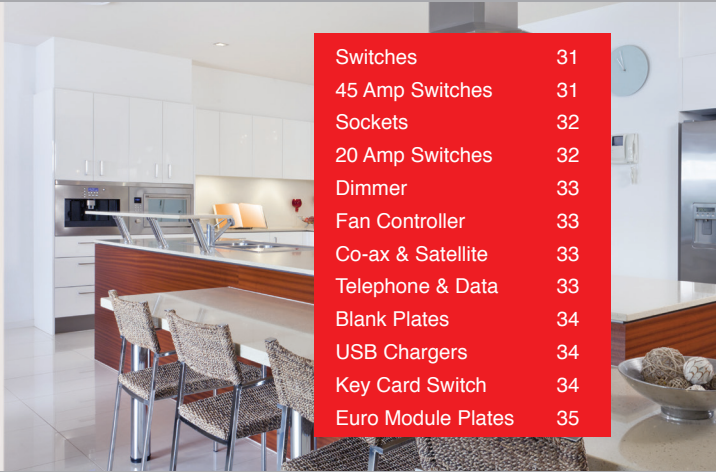 Switches 31
45 Amp Switches 31
Sockets 32
20 Amp Switches 32
Dimmer 33
Fan Controller 33
Co-ax & Satellite 33
Telephone & Data 33
Blank Plates 34
USB Chargers 34
Key Card Switch 34
Euro Module Plates 35